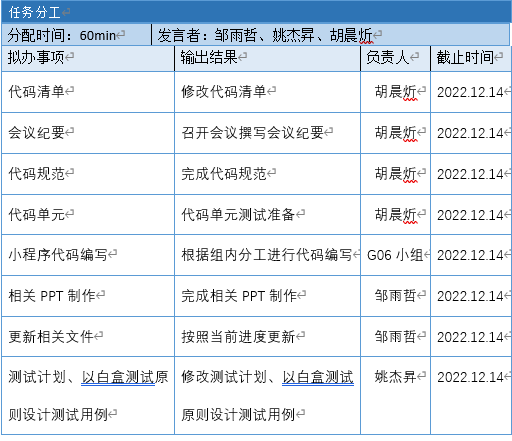 任务分工
分配时间：60min 发言者：邹雨哲、姚杰昇、胡晨炘
拟办事项 输出结果 负责人 截止时间
代码清单 修改代码清单 胡晨炘 2022.12.14
会议纪要 召开会议撰写会议纪要 胡晨炘 2022.12.14
代码规范 完成代码规范 胡晨炘 2022.12.14
代码单元 代码单元测试准备 胡晨炘 2022.12.14
小程序代码编写 根据组内分工进行代码编写 G06 小组 2022.12.14
相关 PPT 制作 完成相关 PPT 制作 邹雨哲 2022.12.14
更新相关文件 按照当前进度更新 邹雨哲 2022.12.14
测试计划、以白盒测试原 修改测试计划、以白盒测试 姚杰昇 2022.12.14
则设计测试用例 原则设计测试用例